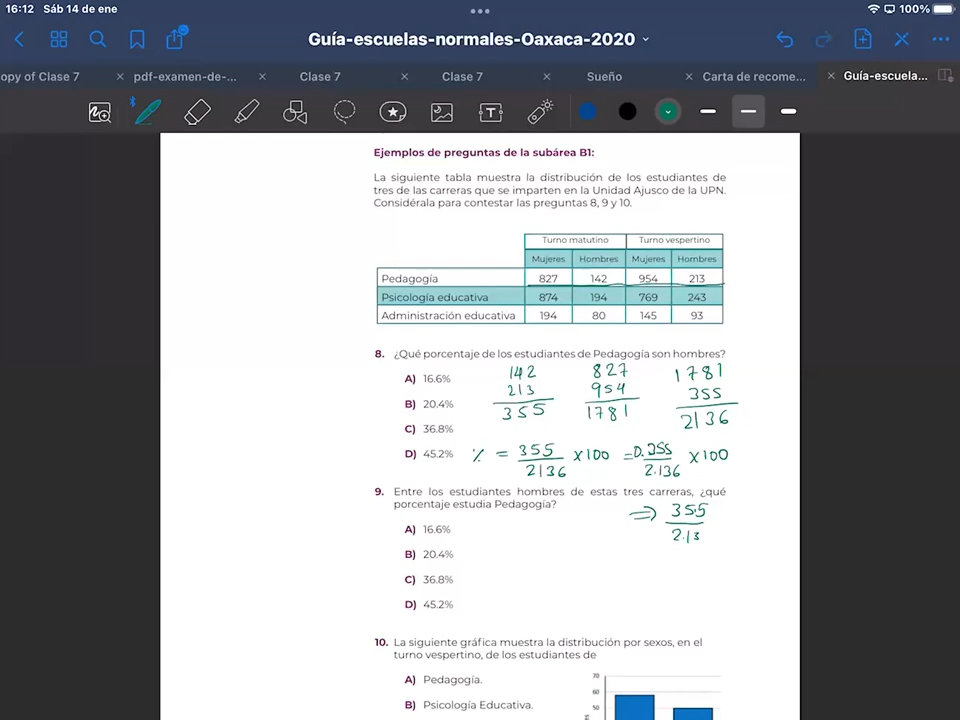 16:12 Sáb 14 de ene
100%
Guía-escuelas-normales-Oaxaca-2020
opy of Clase 7 × pdf-examen-de-... × Clase 7 × Clase 7 × Sueño × Carta de recome... × Guía-escuela...
Ejemplos de preguntas de la subárea B1:
La siguiente tabla muestra la distribución de los estudiantes de
tres de las carreras que se imparten en la Unidad Ajusco de la UPN.
Considérala para contestar las preguntas 8, 9 y 10.
Turno matutino Turno vespertino
Mujeres Hombres Mujeres Hombres
Pedagogía 827 142 954 213
Psicología educativa 874 194 769 243
Administración educativa 194 80 145 93
8. ¿Qué porcentaje de los estudiantes de Pedagogía son hombres?
A) 16.6%
B) 20.4%
C) 36.8%
D) 45.2%
142 827 1781
213 954 355
355 1781 2136
% = 355/2136 ×100 = 0.355/2.136 ×100
9. Entre los estudiantes hombres de estas tres carreras, ¿qué
porcentaje estudia Pedagogía?
⇒ 35.5
2.13
A) 16.6%
B) 20.4%
C) 36.8%
D) 45.2%
10. La siguiente gráfica muestra la distribución por sexos, en el
turno vespertino, de los estudiantes de
A) Pedagogía.
B) Psicología Educativa.
70
60
50